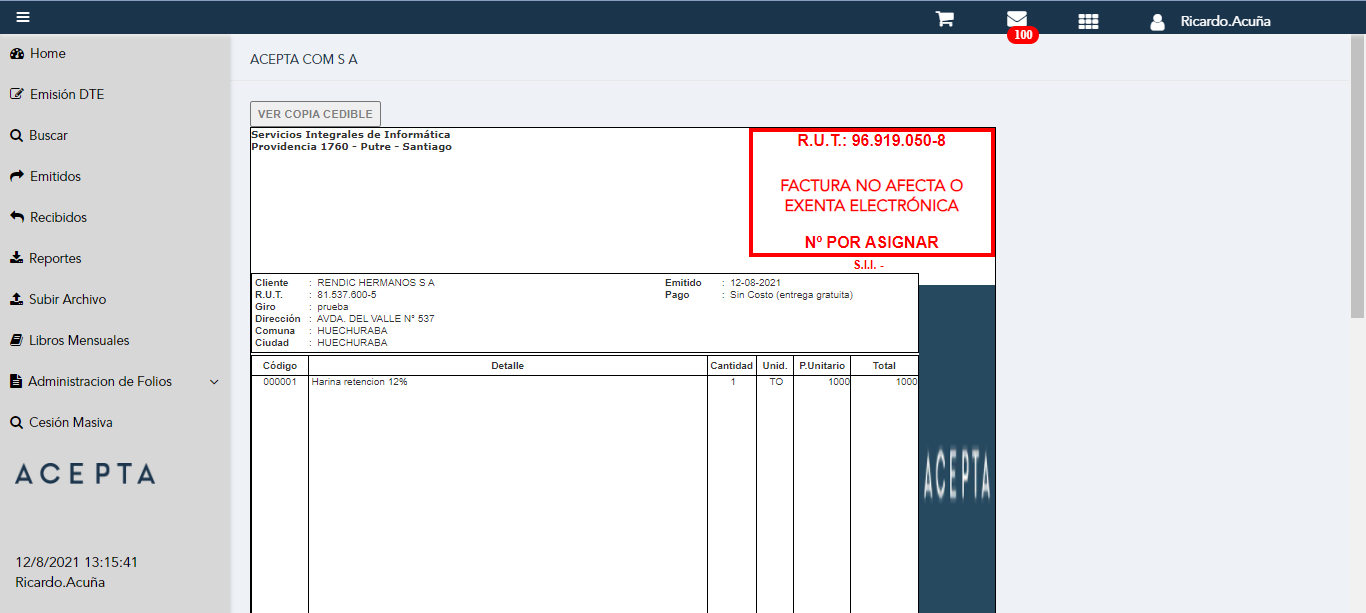 Ricardo.Acuña
100
Home
Emisión DTE
Buscar
Emitidos
Recibidos
Reportes
Subir Archivo
Libros Mensuales
Administracion de Folios
Cesión Masiva
ACEPTA
12/8/2021 13:15:41
Ricardo.Acuña
ACEPTA COM S A
VER COPIA CEDIBLE
Servicios Integrales de Informática
Providencia 1760 - Putre - Santiago
R.U.T.: 96.919.050-8
FACTURA NO AFECTA O
EXENTA ELECTRÓNICA
Nº POR ASIGNAR
S.I.I. -
Cliente : RENDIC HERMANOS S A Emitido : 12-08-2021
R.U.T. : 81.537.600-5 Pago : Sin Costo (entrega gratuita)
Giro : prueba
Dirección : AVDA. DEL VALLE N° 537
Comuna : HUECHURABA
Ciudad : HUECHURABA
Código Detalle Cantidad Unid. P.Unitario Total
000001 Harina retencion 12% 1 TO 1000 1000
ACEPTA